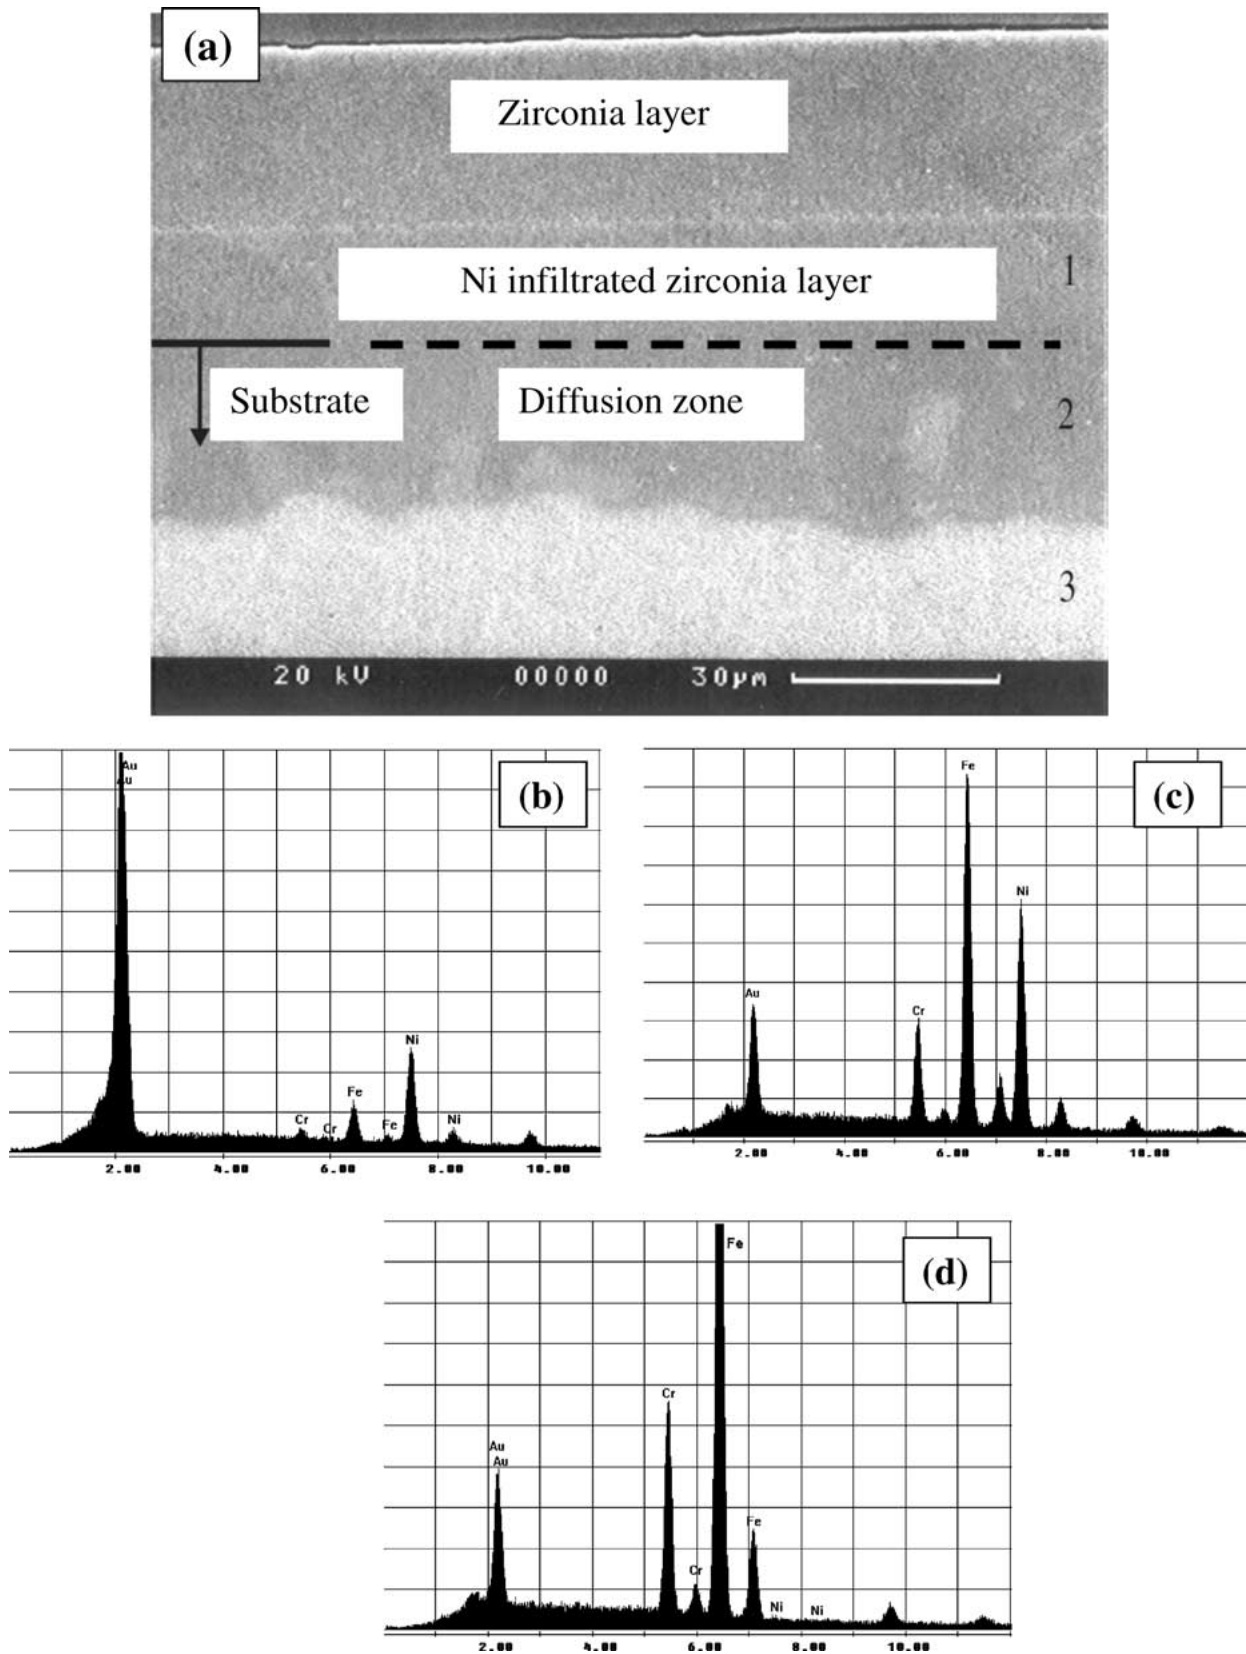 (a)
Zirconia layer
Ni infiltrated zirconia layer
1
Substrate
Diffusion zone
2
3
20 kV 00000 30μm
(b)
Au
Au
Cr
Cr
Fe
Fe
Ni
Ni
2.00 4.00 6.00 8.00 10.00
(c)
Fe
Ni
Au
Cr
2.00 4.00 6.00 8.00 10.00
(d)
Fe
Cr
Au
Au
Fe
Cr
Ni
Ni
2.00 4.00 6.00 8.00 10.00